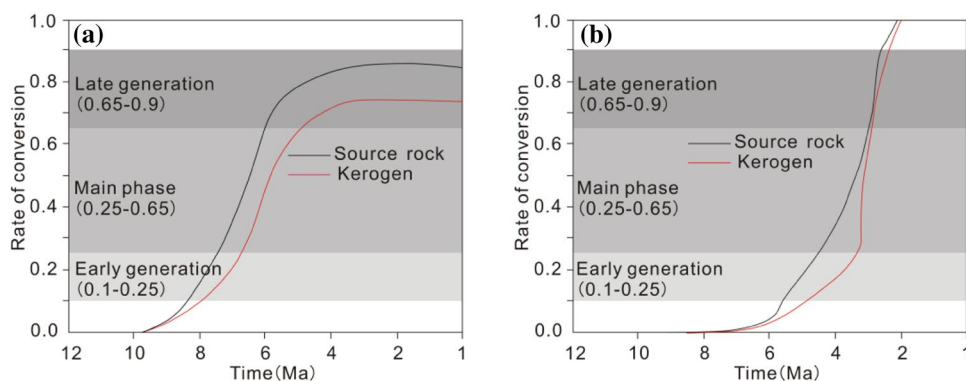 (a)
Rate of conversion
1.0
0.8
0.6
0.4
0.2
0.0
Late generation
(0.65-0.9)
Main phase
(0.25-0.65)
Early generation
(0.1-0.25)
Source rock
Kerogen
12 10 8 6 4 2 1
Time(Ma)
(b)
Rate of conversion
1.0
0.8
0.6
0.4
0.2
0.0
Late generation
(0.65-0.9)
Main phase
(0.25-0.65)
Early generation
(0.1-0.25)
Source rock
Kerogen
12 10 8 6 4 2 1
Time(Ma)